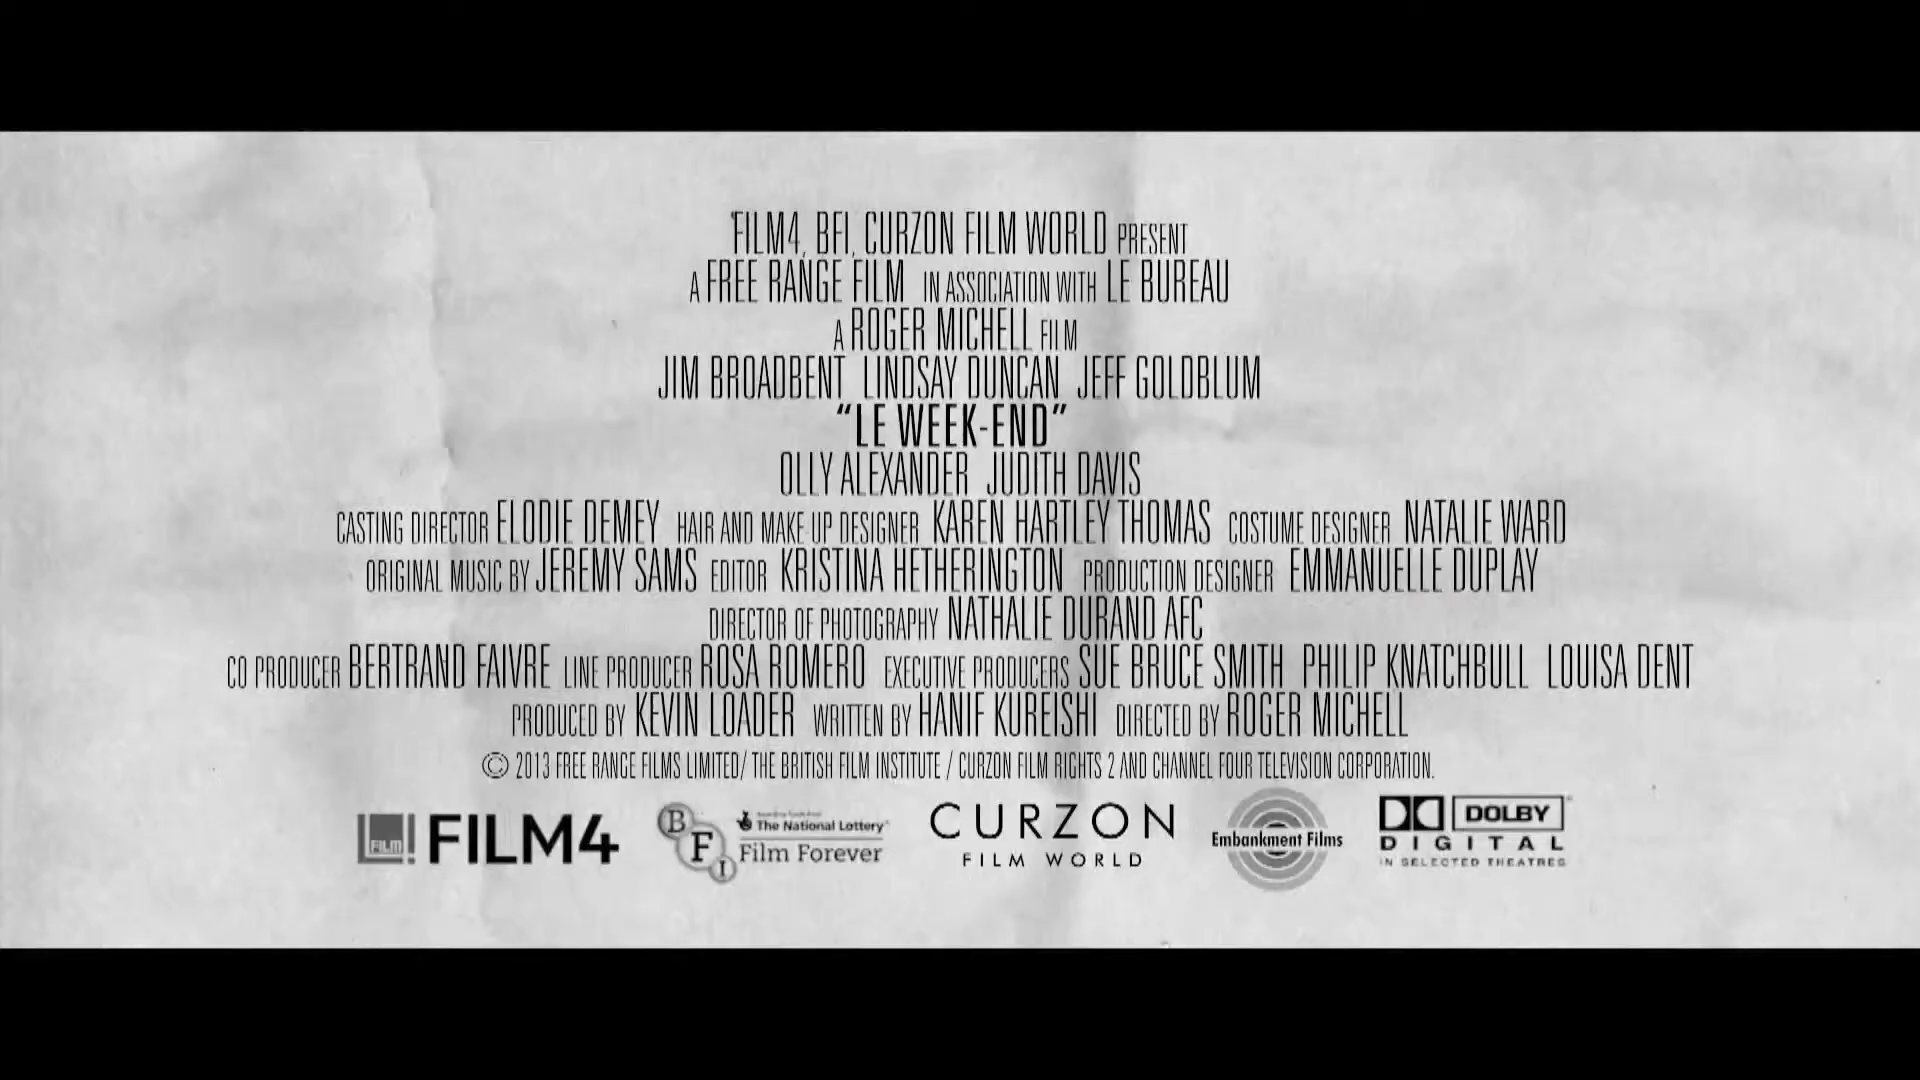 FILM4, BFI, CURZON FILM WORLD PRESENT
A FREE RANGE FILM IN ASSOCIATION WITH LE BUREAU
A ROGER MICHELL FILM
JIM BROADBENT LINDSAY DUNCAN JEFF GOLDBLUM
“LE WEEK-END”
OLLY ALEXANDER JUDITH DAVIS
CASTING DIRECTOR ELODIE DEMEY HAIR AND MAKE UP DESIGNER KAREN HARTLEY THOMAS COSTUME DESIGNER NATALIE WARD
ORIGINAL MUSIC BY JEREMY SAMS EDITOR KRISTINA HETHERINGTON PRODUCTION DESIGNER EMMANUELLE DUPLAY
DIRECTOR OF PHOTOGRAPHY NATHALIE DURAND AFC
CO PRODUCER BERTRAND FAIVRE LINE PRODUCER ROSA ROMERO EXECUTIVE PRODUCERS SUE BRUCE SMITH PHILIP KNATCHBULL LOUISA DENT
PRODUCED BY KEVIN LOADER WRITTEN BY HANIF KUREISHI DIRECTED BY ROGER MICHELL
© 2013 FREE RANGE FILMS LIMITED/ THE BRITISH FILM INSTITUTE / CURZON FILM RIGHTS 2 AND CHANNEL FOUR TELEVISION CORPORATION.
FILM FILM4
BFI
The National Lottery
Film Forever
CURZON
FILM WORLD
Embankment Films
DOLBY
DIGITAL
IN SELECTED THEATRES